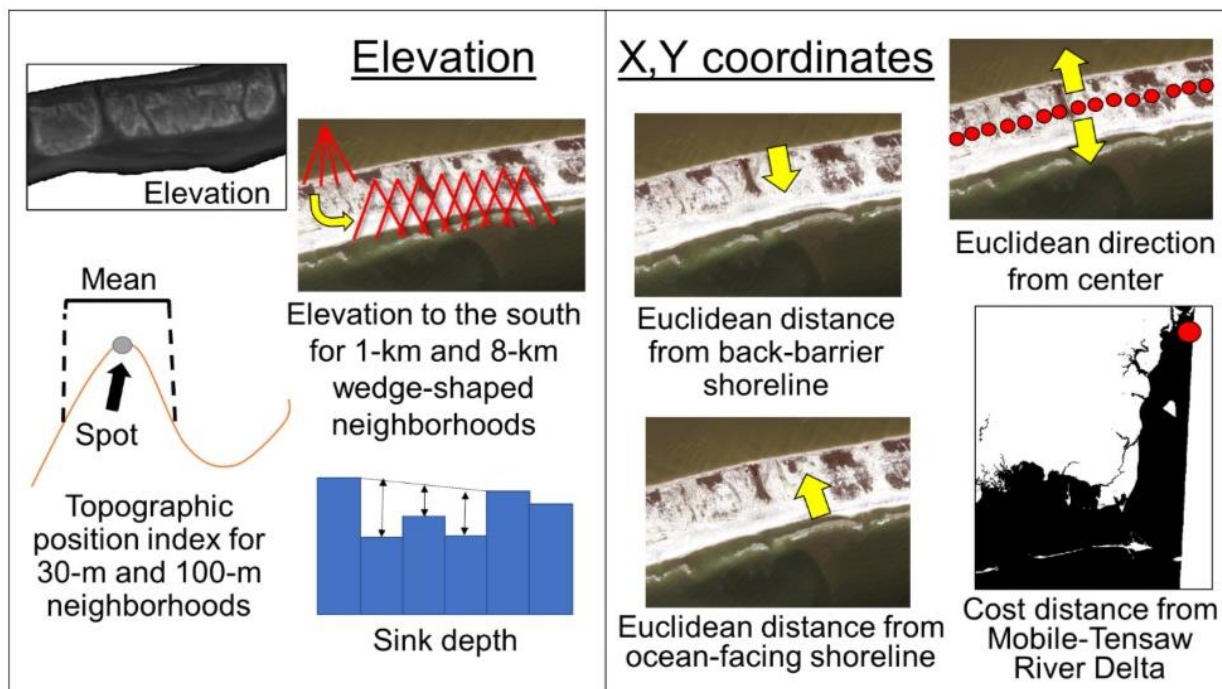 Elevation
Elevation
Elevation to the south
for 1-km and 8-km
wedge-shaped
neighborhoods
Mean
Spot
Topographic
position index for
30-m and 100-m
neighborhoods
Sink depth
X,Y coordinates
Euclidean distance
from back-barrier
shoreline
Euclidean direction
from center
Euclidean distance from
ocean-facing shoreline
Cost distance from
Mobile-Tensaw
River Delta